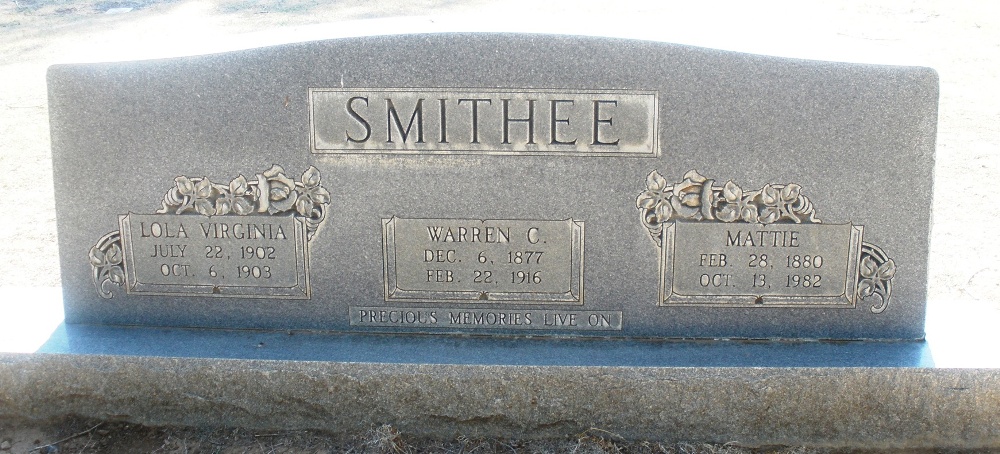 SMITHEE
LOLA VIRGINIA
JULY 22, 1902
OCT. 6, 1903
WARREN C.
DEC. 6, 1877
FEB. 22, 1916
MATTIE
FEB. 28, 1880
OCT. 13, 1982
PRECIOUS MEMORIES LIVE ON